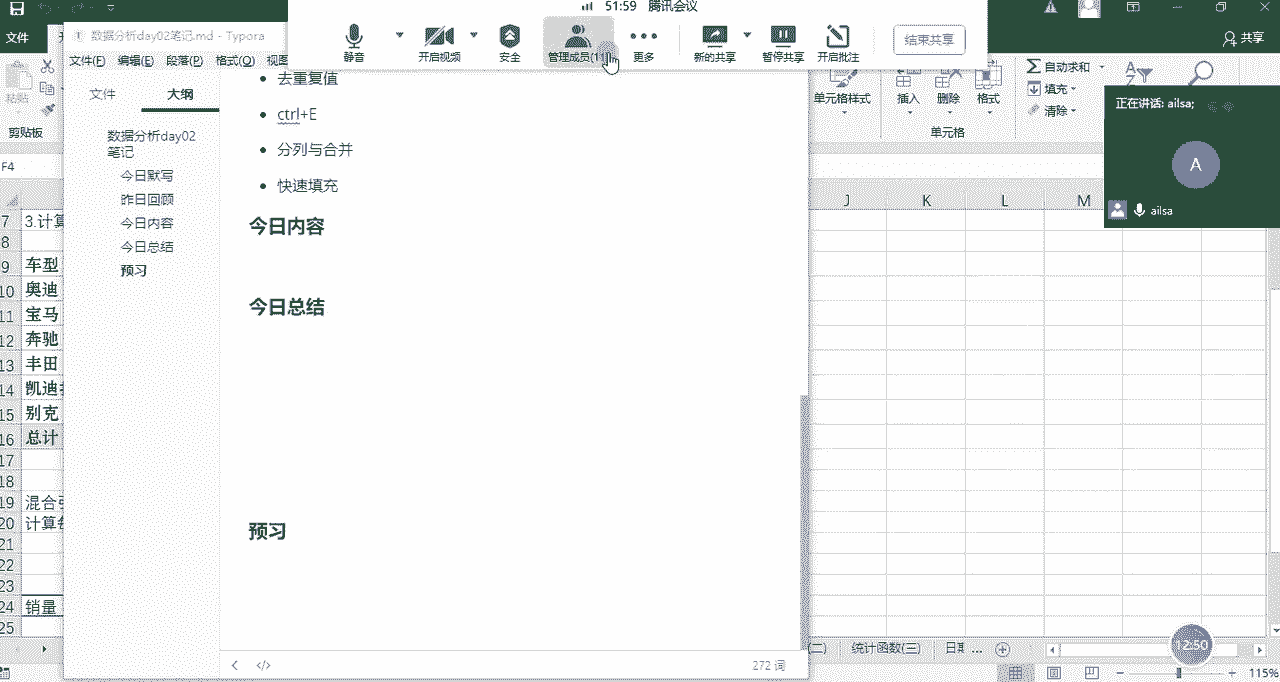 51:59 腾讯会议
静音
开启视频
安全
管理成员(11)
更多
新的共享
暂停共享
开启批注
结束共享
文件
共享
数据分析day02笔记.md - Typora
文件(F) 编辑(E) 段落(P) 格式(O) 视图
粘贴
剪贴板
单元格样式
插入
删除
格式
单元格
自动求和
填充
清除
正在讲话: ailsa;
A
ailsa
F4
文件
大纲
数据分析day02
笔记
今日默写
昨日回顾
今日内容
今日总结
预习
去重复值
ctrl+E
分列与合并
快速填充
今日内容
今日总结
预习
272 词
J K L M
7 3.计算
8
9 车型
10 奥迪
11 宝马
12 奔驰
13 丰田
14 凯迪
15 别克
16 总计
17
18
19 混合
20 计算
21
22
23
24 销量
25
(二) 统计函数(三) 日 ...
12:50
115%